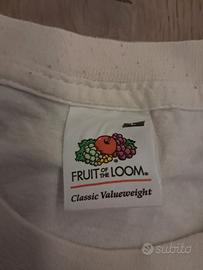 FRUIT OF THE LOOM®
Classic Valueweight
subito